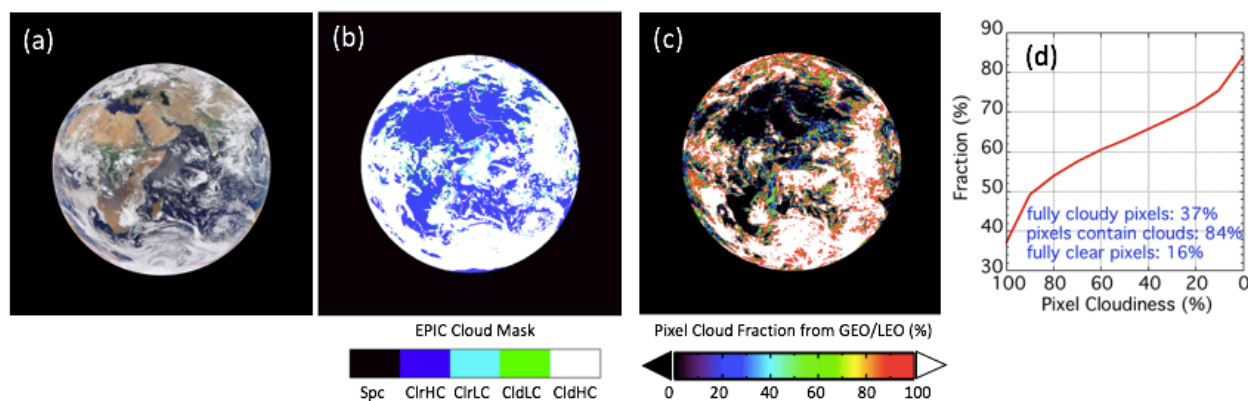 (a)
(b)
(c)
(d)
EPIC Cloud Mask
Spc ClrHC ClrLC CldLC CldHC
Pixel Cloud Fraction from GEO/LEO (%)
0 20 40 60 80 100
90
80
70
60
50
40
30
Fraction (%)
fully cloudy pixels: 37%
pixels contain clouds: 84%
fully clear pixels: 16%
100 80 60 40 20 0
Pixel Cloudiness (%)